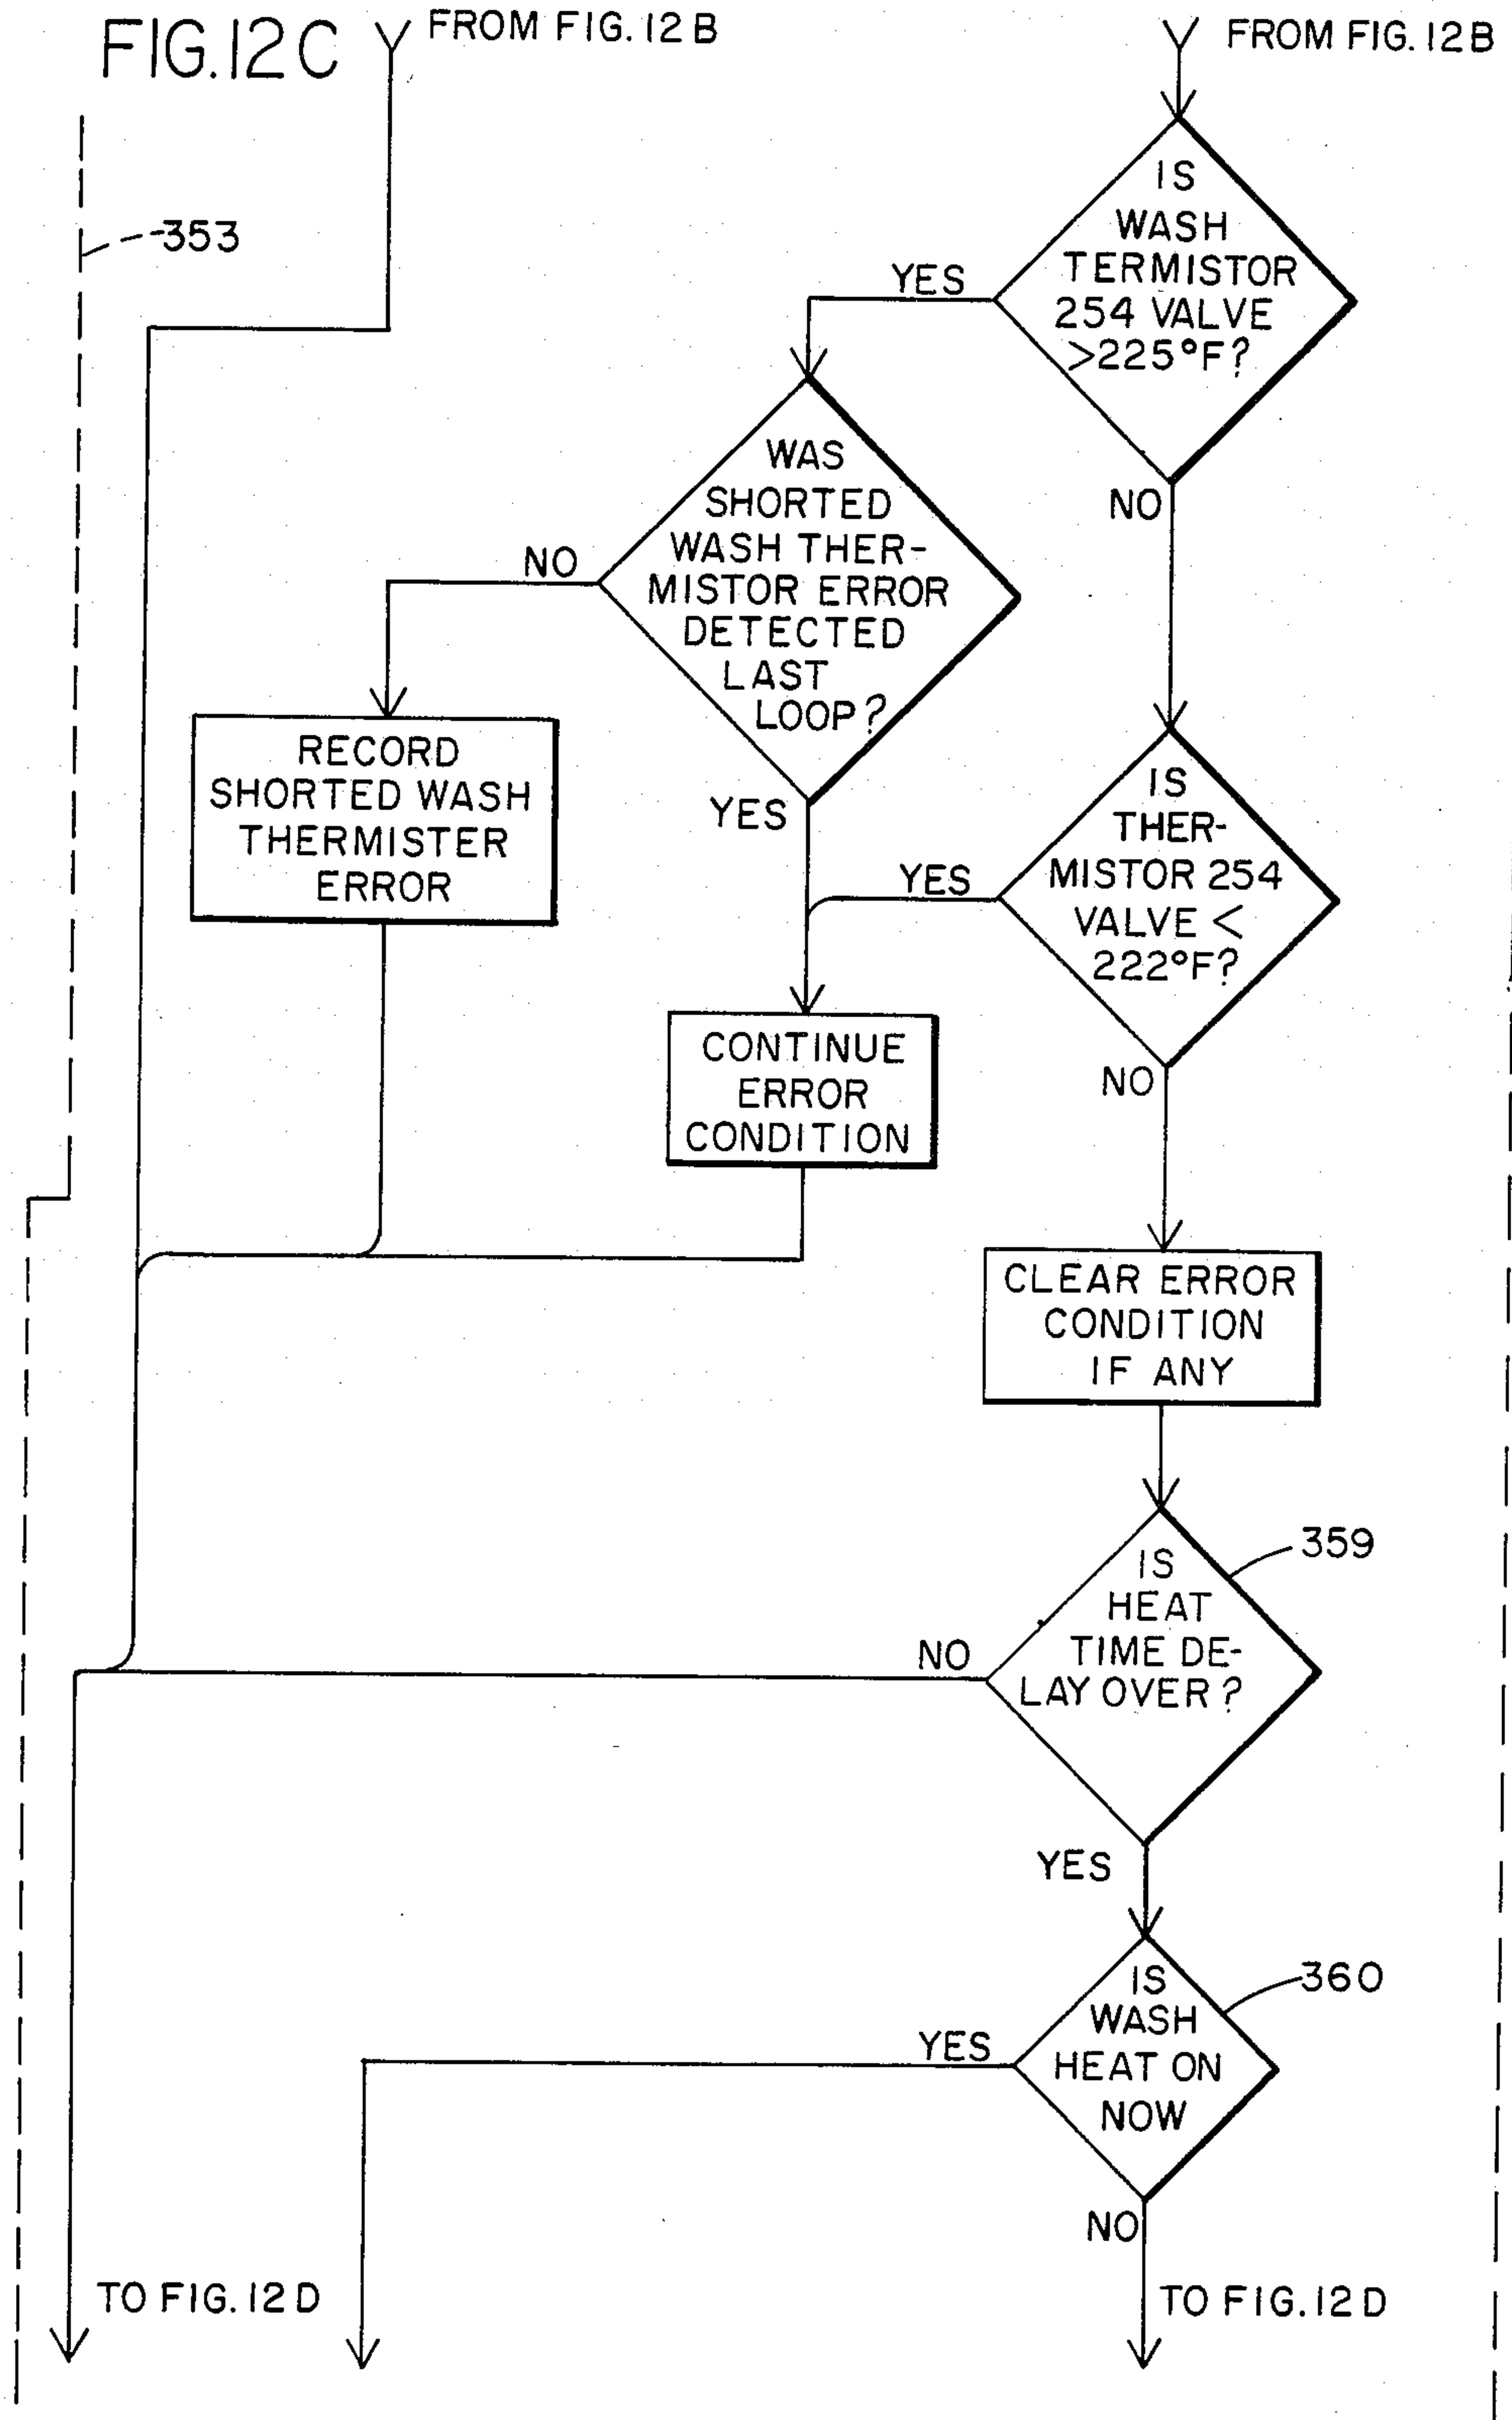 FIG.12C
FROM FIG.12B
FROM FIG.12B
353
IS
WASH
TERMISTOR
254 VALVE
>225°F?
YES
NO
WAS
SHORTED
WASH THER-
MISTOR ERROR
DETECTED
LAST
LOOP?
NO
YES
RECORD
SHORTED WASH
THERMISTER
ERROR
IS
THER-
MISTOR 254
VALVE <
222°F?
YES
NO
CONTINUE
ERROR
CONDITION
CLEAR ERROR
CONDITION
IF ANY
359
IS
HEAT
TIME DE-
LAY OVER?
NO
YES
360
IS
WASH
HEAT ON
NOW
YES
NO
TO FIG.12D
TO FIG.12D